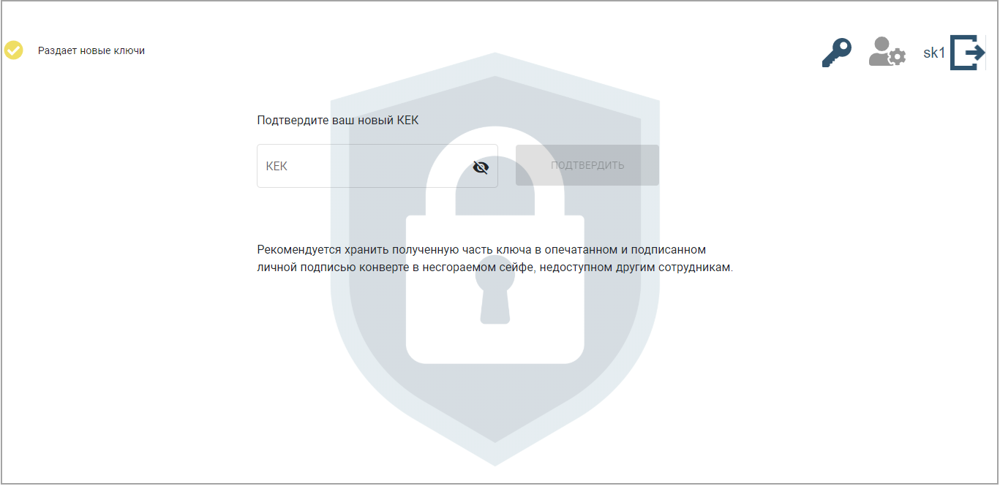 Раздает новые ключи
sk1
Подтвердите ваш новый КЕК
КЕК
ПОДТВЕРДИТЬ
Рекомендуется хранить полученную часть ключа в опечатанном и подписанном
личной подписью конверте в несгораемом сейфе, недоступном другим сотрудникам.